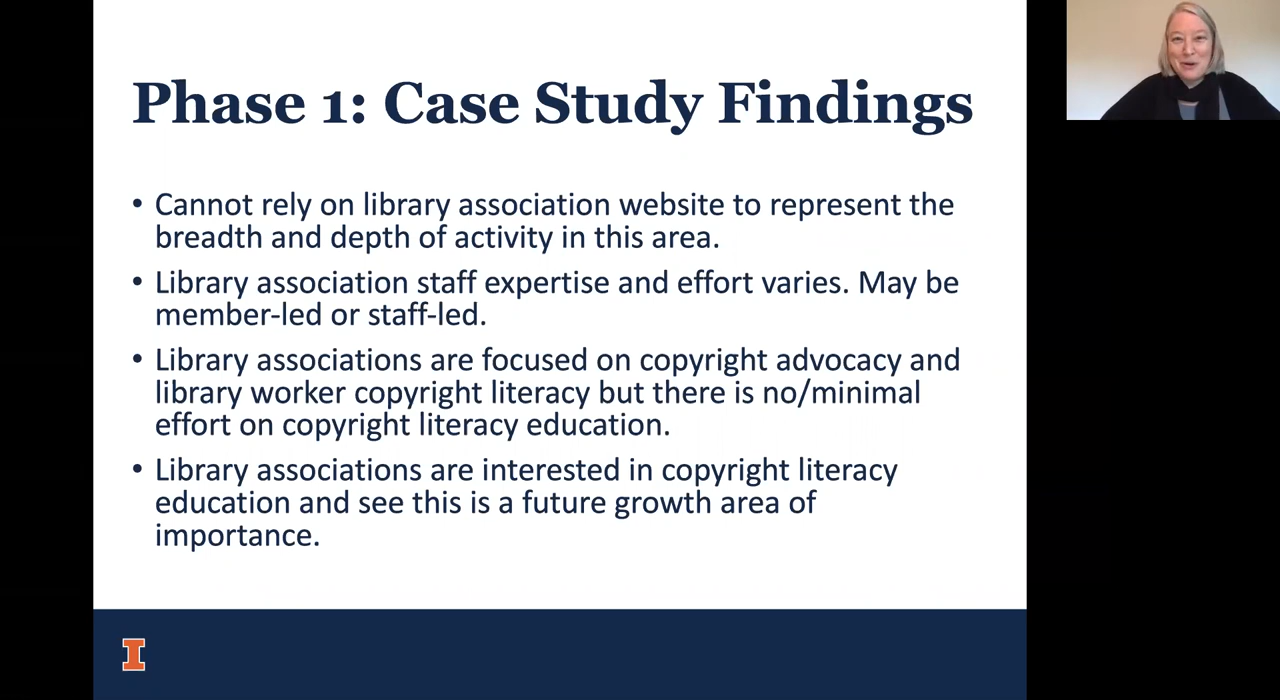 Phase 1: Case Study Findings
• Cannot rely on library association website to represent the
breadth and depth of activity in this area.
• Library association staff expertise and effort varies. May be
member-led or staff-led.
• Library associations are focused on copyright advocacy and
library worker copyright literacy but there is no/minimal
effort on copyright literacy education.
• Library associations are interested in copyright literacy
education and see this is a future growth area of
importance.
I